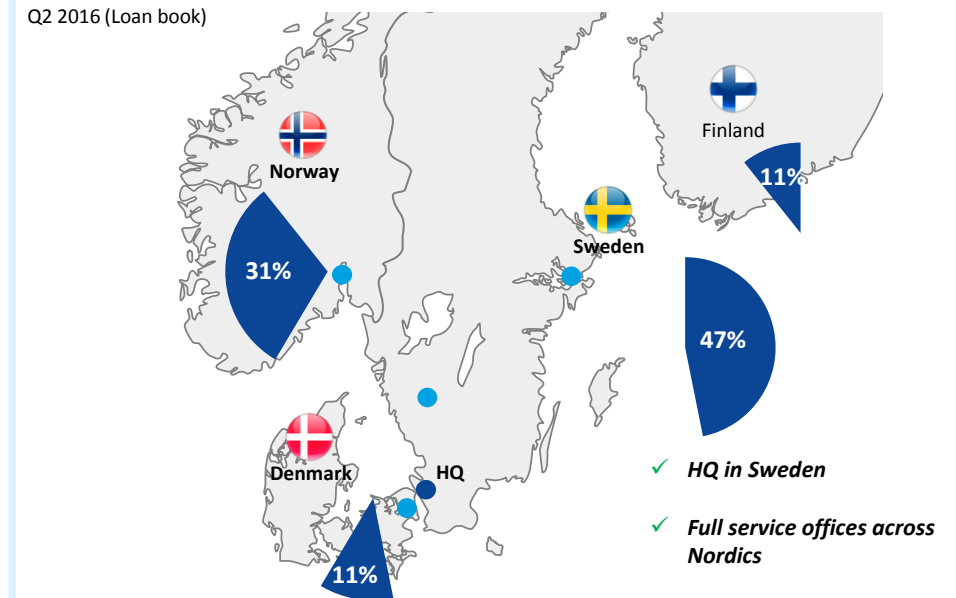 Q2 2016 (Loan book)
Finland
11%
Norway
Sweden
31%
47%
Denmark
HQ
✓ HQ in Sweden
✓ Full service offices across
Nordics
11%